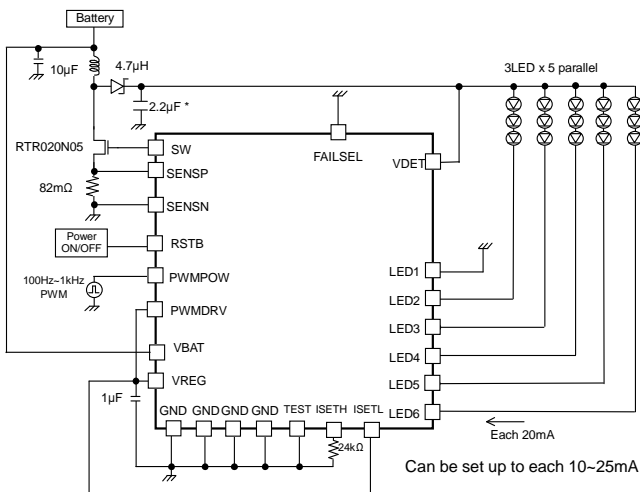 Battery
10µF
4.7µH
2.2µF *
3LED x 5 parallel
RTR020N05
82mΩ
SW
SENSP
SENSN
FAILSEL
VDET
Power
ON/OFF
RSTB
100Hz~1kHz
PWM
PWMPOW
PWMDRV
VBAT
VREG
1µF
LED1
LED2
LED3
LED4
LED5
LED6
GND
GND
GND
GND
TEST
ISETH
ISETL
24kΩ
Each 20mA
Can be set up to each 10~25mA